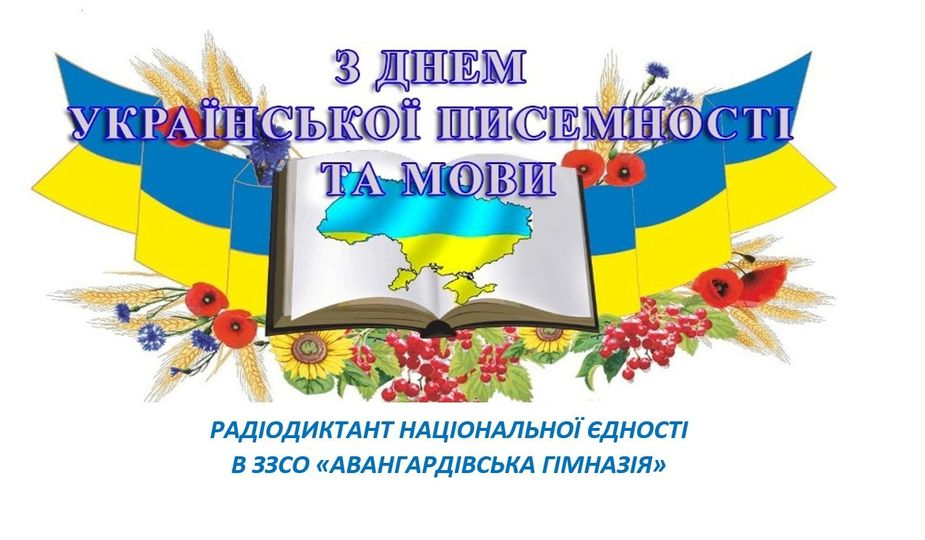 З ДНЕМ
УКРАЇНСЬКОЇ ПИСЕМНОСТІ
ТА МОВИ
РАДІОДИКТАНТ НАЦІОНАЛЬНОЇ ЄДНОСТІ
В ЗЗСО «АВАНГАРДІВСЬКА ГІМНАЗІЯ»